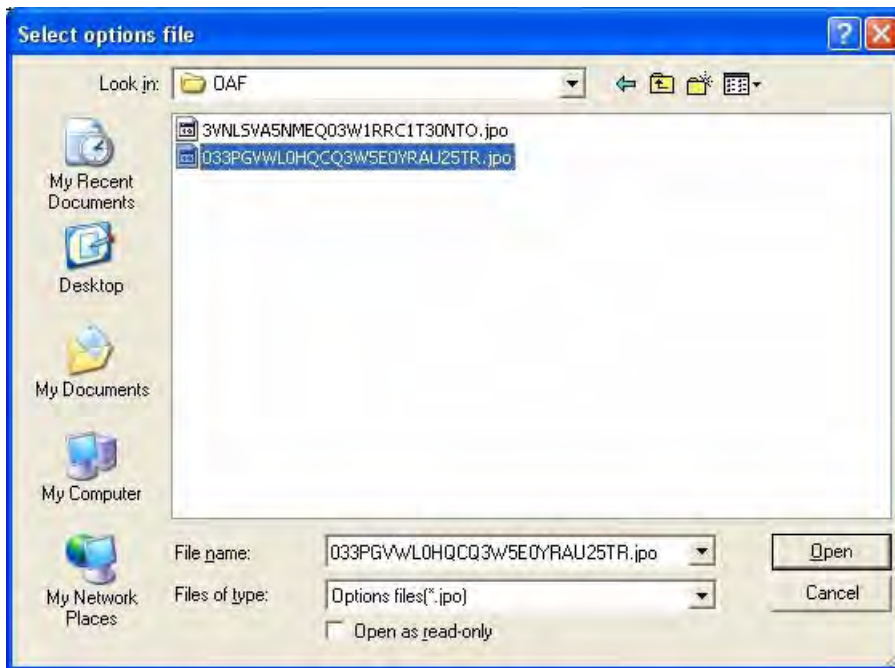 Select options file
Look in:
OAF
3VNLSVA5NMEQ03W1RRC1T30NTO.jpo
033PGVWL0HQCQ3W5E0YRAU25TR.jpo
My Recent
Documents
Desktop
My Documents
My Computer
My Network
Places
File name:
033PGVWL0HQCQ3W5E0YRAU25TR.jpo
Open
Files of type:
Options files(*.jpo)
Cancel
Open as read-only